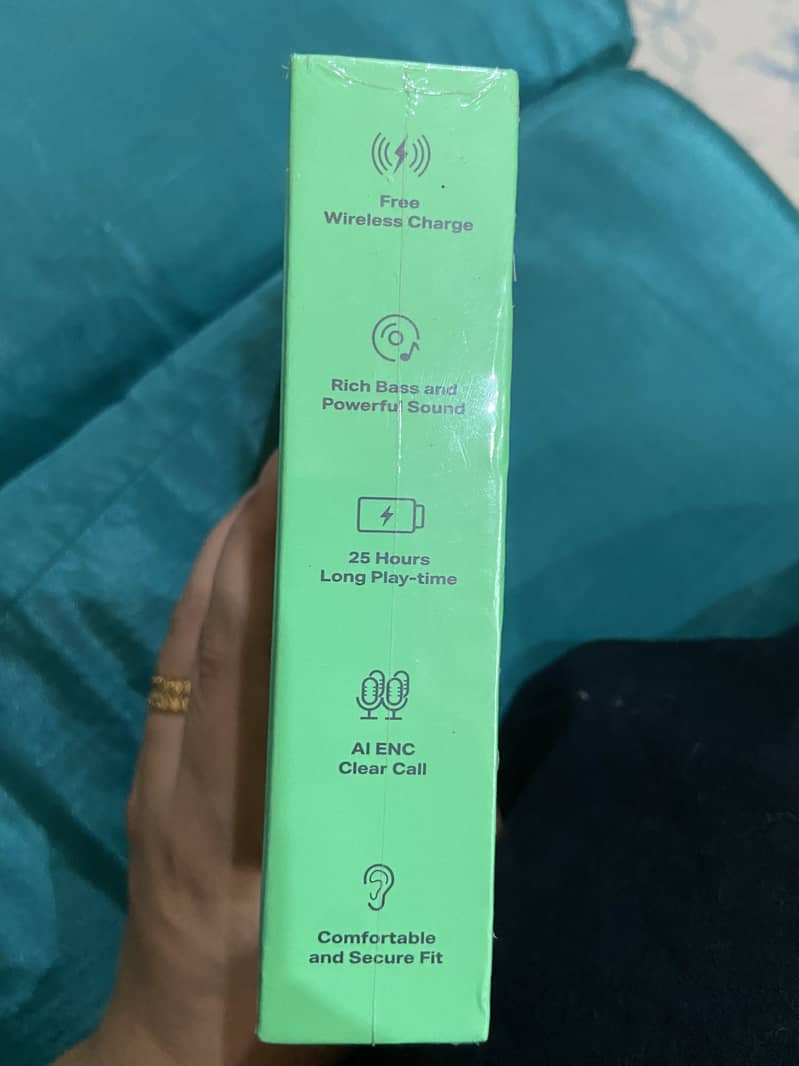 Free
Wireless Charge
Rich Bass and
Powerful Sound
25 Hours
Long Play-time
AI ENC
Clear Call
Comfortable
and Secure Fit